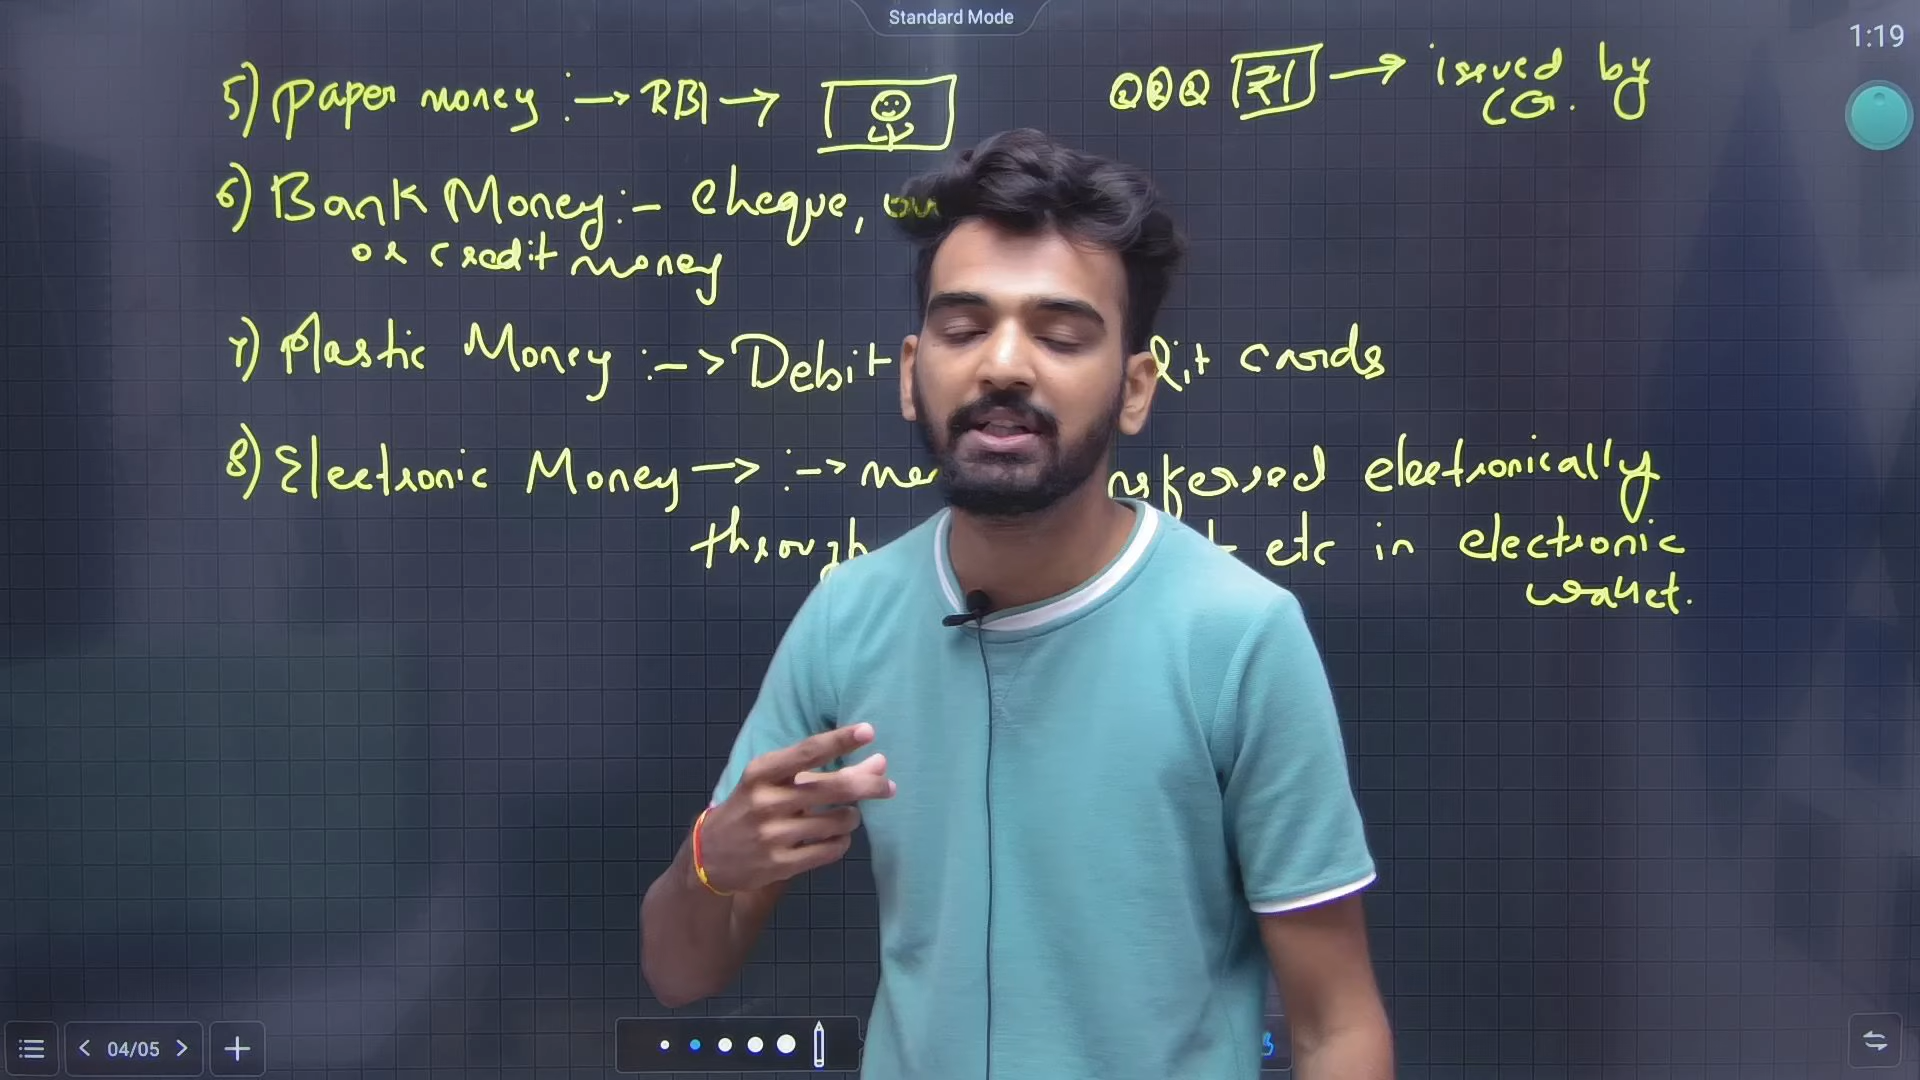 Standard Mode
1:19
5) Paper money :→ RBI →
₹1 → issued by
CG.
6) Bank Money :- cheque,
or credit money
7) Plastic Money :-> Debit cards
8) Electronic Money → :-> electronically
through etc in electronic
wallet.
04/05